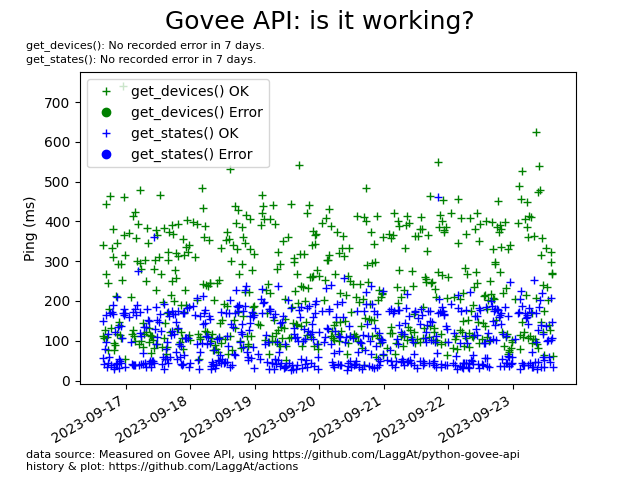 Govee API: is it working?
get_devices(): No recorded error in 7 days.
get_states(): No recorded error in 7 days.
get_devices() OK
get_devices() Error
get_states() OK
get_states() Error
Ping (ms)
700
600
500
400
300
200
100
0
2023-09-17
2023-09-18
2023-09-19
2023-09-20
2023-09-21
2023-09-22
2023-09-23
data source: Measured on Govee API, using https://github.com/LaggAt/python-govee-api
history & plot: https://github.com/LaggAt/actions